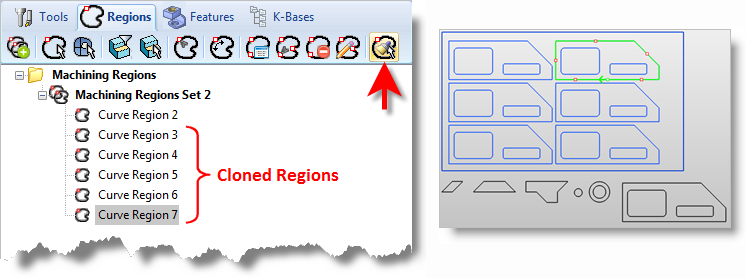 Tools Regions Features K-Bases
Machining Regions
Machining Regions Set 2
Curve Region 2
Curve Region 3
Curve Region 4
Curve Region 5
Curve Region 6
Curve Region 7
Cloned Regions